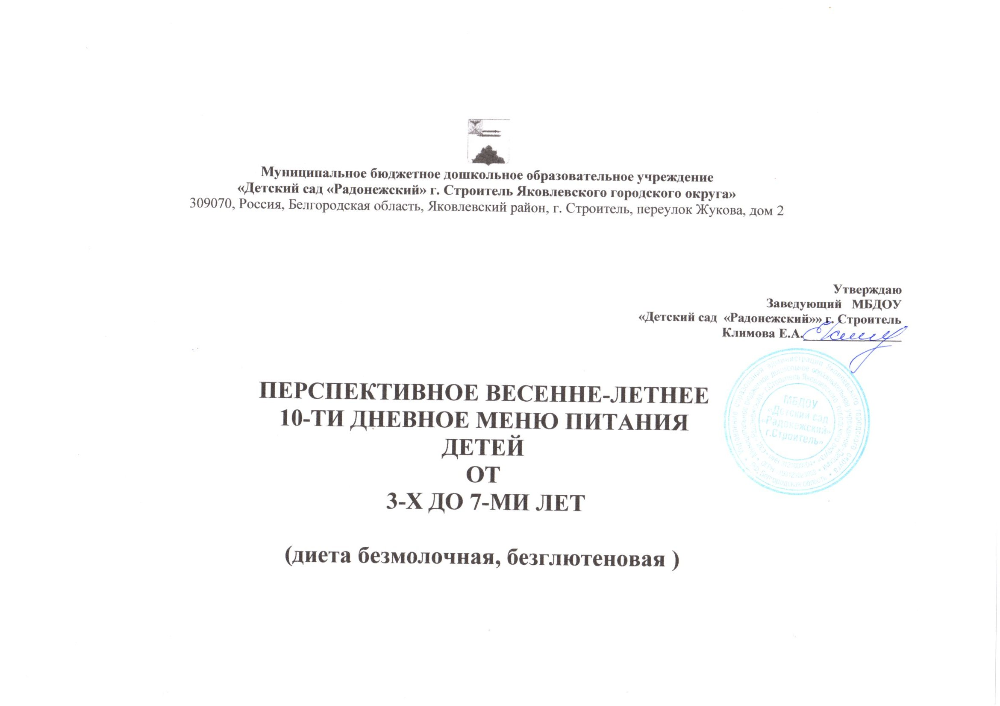 Муниципальное бюджетное дошкольное образовательное учреждение
«Детский сад «Радонежский» г. Строитель Яковлевского городского округа»
309070, Россия, Белгородская область, Яковлевский район, г. Строитель, переулок Жукова, дом 2
Утверждаю
Заведующий МБДОУ
«Детский сад «Радонежский»» г. Строитель
Климова Е.А.
ПЕРСПЕКТИВНОЕ ВЕСЕННЕ-ЛЕТНЕЕ
10-ТИ ДНЕВНОЕ МЕНЮ ПИТАНИЯ
ДЕТЕЙ
ОТ
3-Х ДО 7-МИ ЛЕТ
(диета безмолочная, безглютеновая )
МБДОУ
«Детский сад
«Радонежский»
г.Строитель»